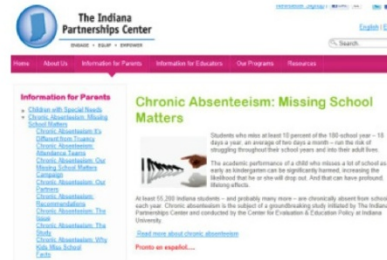 The Indiana
Partnerships Center
ENGAGE • EQUIP • EMPOWER
English
Search
Home
About Us
Information for Parents
Information for Educators
Our Programs
Resources
Information for Parents
Children with Special Needs
Chronic Absenteeism: Missing
School Matters
Chronic Absenteeism It's
Different from Truancy
Chronic Absenteeism:
Attendance Teams
Chronic Absenteeism: Our
Missing School Matters
Campaign
Chronic Absenteeism: Our
Partners
Chronic Absenteeism:
Recommendations
Chronic Absenteeism: The
Issue
Chronic Absenteeism: The
Study
Chronic Absenteeism: Why
Kids Miss School
Facts
Chronic Absenteeism: Missing School
Matters
Students who miss at least 10 percent of the 180-school year – 18
days a year, an average of two days a month – run the risk of
struggling throughout their school years and into their adult lives.
The academic performance of a child who misses a lot of school as
early as kindergarten can be significantly harmed, increasing the
likelihood that he or she will drop out. And that can have profound,
lifelong effects.
At least 55,200 Indiana students – and probably many more – are chronically absent from school
each year. Chronic absenteeism is the subject of a groundbreaking study initiated by The Indiana
Partnerships Center and conducted by the Center for Evaluation & Education Policy at Indiana
University.
Read more about chronic absenteeism
Pronto en español....